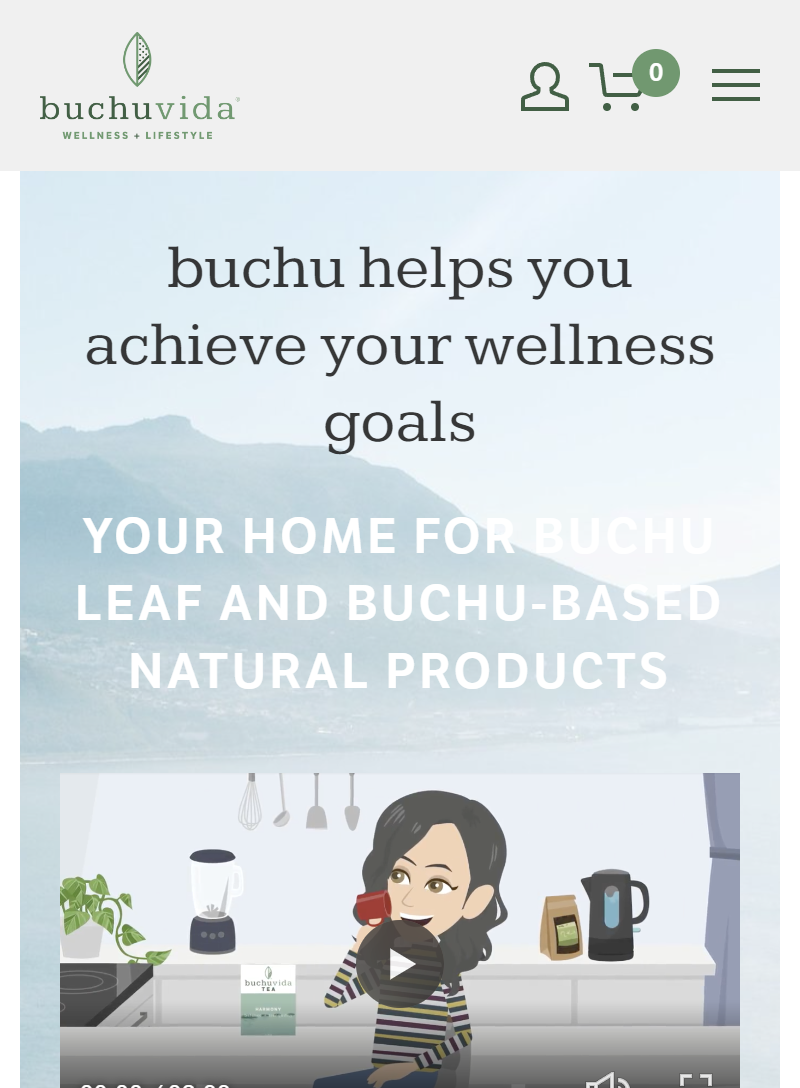 buchuvida
WELLNESS + LIFESTYLE
0
buchu helps you
achieve your wellness
goals
YOUR HOME FOR BUCHU
LEAF AND BUCHU-BASED
NATURAL PRODUCTS
buchuvida
TEA
HARMONY